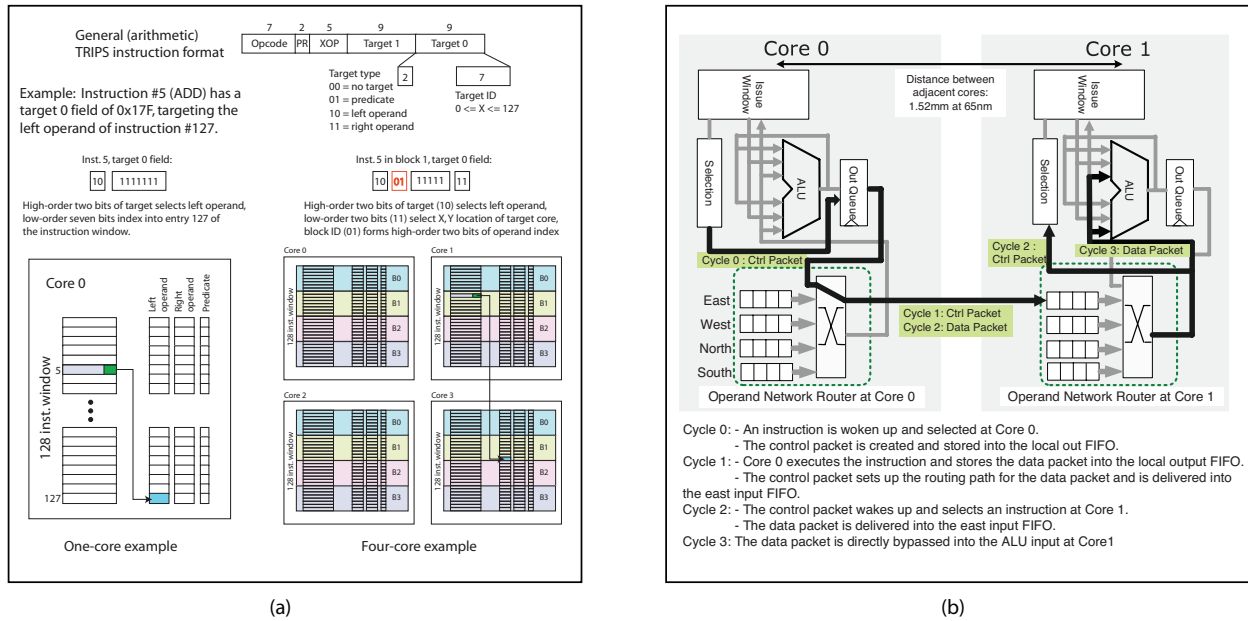 General (arithmetic)
TRIPS instruction format
7 2 5 9 9
Opcode PR XOP Target 1 Target 0
2
7
Target type
00 = no target
01 = predicate
10 = left operand
11 = right operand
Target ID
0 <= X <= 127
Example: Instruction #5 (ADD) has a
target 0 field of 0x17F, targeting the
left operand of instruction #127.
Inst. 5, target 0 field:
10 1111111
High-order two bits of target selects left operand,
low-order seven bits index into entry 127 of
the instruction window.
Inst. 5 in block 1, target 0 field:
10 01 11111 11
High-order two bits of target (10) selects left operand,
low-order two bits (11) select X,Y location of target core,
block ID (01) forms high-order two bits of operand index
Core 0
Left
operand
Right
operand
Predicate
128 inst. window
5
127
One-core example
Core 0
128 inst. window
B0
B1
B2
B3
Core 1
128 inst. window
B0
B1
B2
B3
Core 2
128 inst. window
B0
B1
B2
B3
Core 3
128 inst. window
B0
B1
B2
B3
Four-core example
(a)
Core 0
Core 1
Distance between
adjacent cores:
1.52mm at 65nm
Issue
Window
Selection
ALU
Out Queue
Cycle 0 : Ctrl Packet
East
West
North
South
Operand Network Router at Core 0
Cycle 1: Ctrl Packet
Cycle 2: Data Packet
Issue
Window
Selection
ALU
Out Queue
Cycle 2 :
Ctrl Packet
Cycle 3: Data Packet
Operand Network Router at Core 1
Cycle 0: - An instruction is woken up and selected at Core 0.
- The control packet is created and stored into the local out FIFO.
Cycle 1: - Core 0 executes the instruction and stores the data packet into the local output FIFO.
- The control packet sets up the routing path for the data packet and is delivered into
the east input FIFO.
Cycle 2: - The control packet wakes up and selects an instruction at Core 1.
- The data packet is delivered into the east input FIFO.
Cycle 3: The data packet is directly bypassed into the ALU input at Core1
(b)